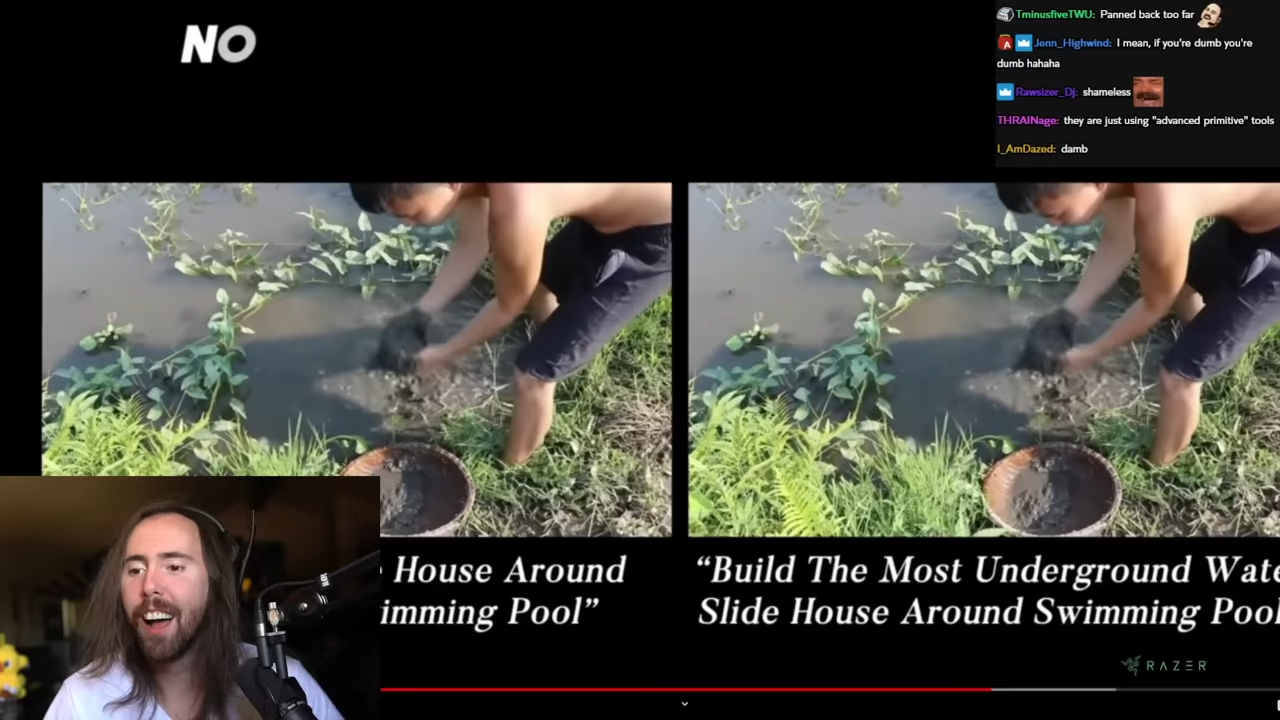 NO
TminusfiveTWU: Panned back too far
Jenn_Highwind: I mean, if you're dumb you're
dumb hahaha
Rawsizer_Dj: shameless
THRAINage: they are just using "advanced primitive" tools
I_AmDazed: damb
House Around
imming Pool”
“Build The Most Underground Wate
Slide House Around Swimming Pool
RAZER